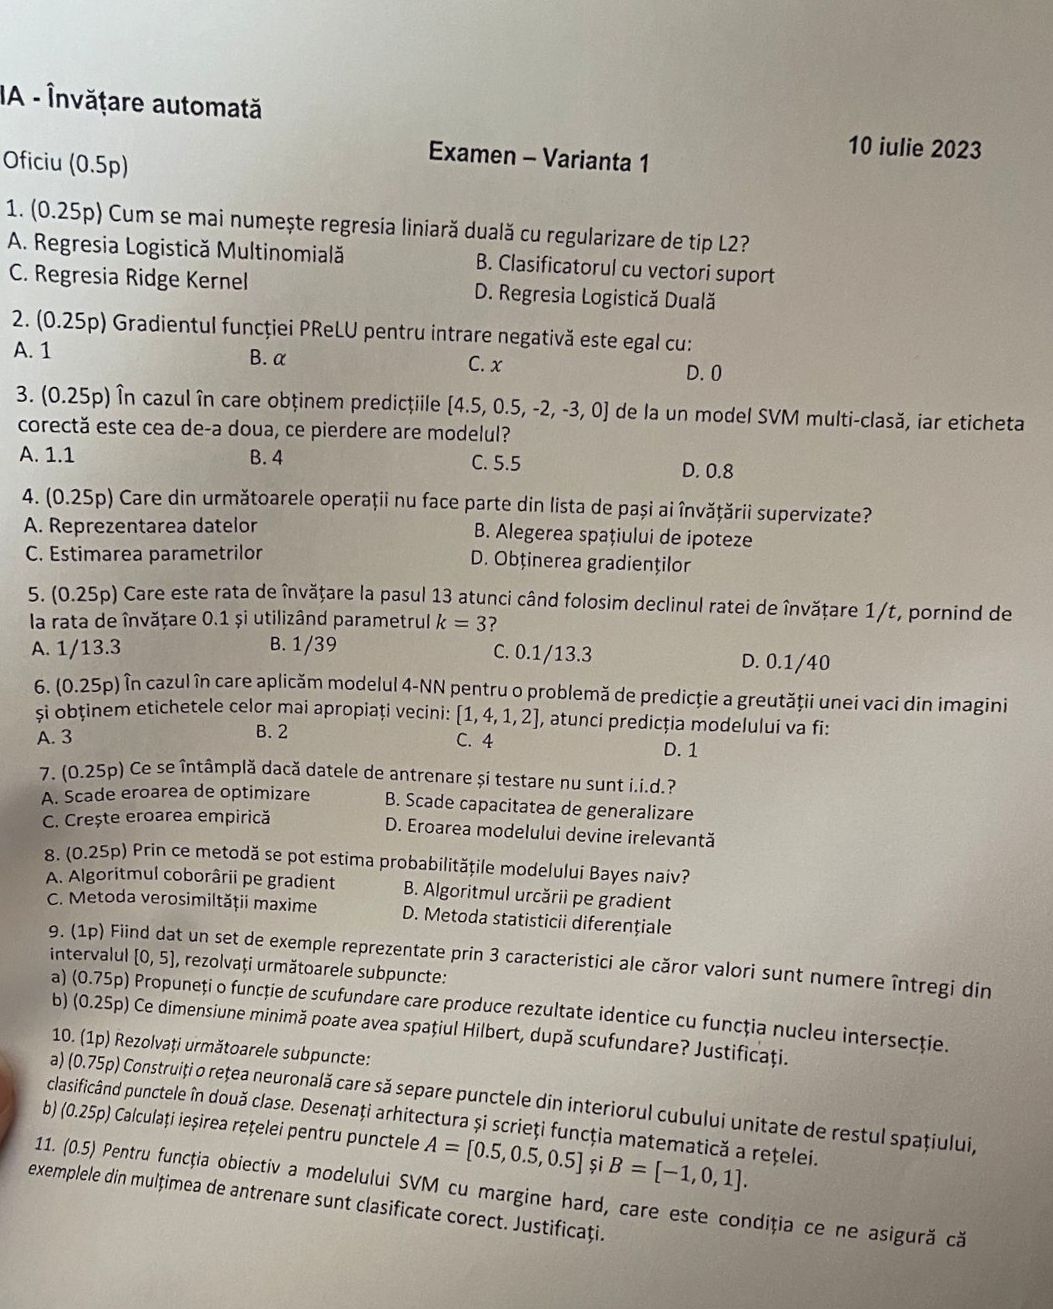 IA - Învățare automată
Examen – Varianta 1
10 iulie 2023
Oficiu (0.5p)
1. (0.25p) Cum se mai numește regresia liniară duală cu regularizare de tip L2?
A. Regresia Logistică Multinomială
B. Clasificatorul cu vectori suport
C. Regresia Ridge Kernel
D. Regresia Logistică Duală
2. (0.25p) Gradientul funcției PReLU pentru intrare negativă este egal cu:
A. 1 B. α C. x D. 0
3. (0.25p) În cazul în care obținem predicțiile [4.5, 0.5, -2, -3, 0] de la un model SVM multi-clasă, iar eticheta
corectă este cea de-a doua, ce pierdere are modelul?
A. 1.1 B. 4 C. 5.5 D. 0.8
4. (0.25p) Care din următoarele operații nu face parte din lista de pași ai învățării supervizate?
A. Reprezentarea datelor
B. Alegerea spațiului de ipoteze
C. Estimarea parametrilor
D. Obținerea gradienților
5. (0.25p) Care este rata de învățare la pasul 13 atunci când folosim declinul ratei de învățare 1/t, pornind de
la rata de învățare 0.1 și utilizând parametrul k = 3?
A. 1/13.3 B. 1/39 C. 0.1/13.3 D. 0.1/40
6. (0.25p) În cazul în care aplicăm modelul 4-NN pentru o problemă de predicție a greutății unei vaci din imagini
și obținem etichetele celor mai apropiați vecini: [1, 4, 1, 2], atunci predicția modelului va fi:
A. 3 B. 2 C. 4 D. 1
7. (0.25p) Ce se întâmplă dacă datele de antrenare și testare nu sunt i.i.d.?
A. Scade eroarea de optimizare
B. Scade capacitatea de generalizare
C. Crește eroarea empirică
D. Eroarea modelului devine irelevantă
8. (0.25p) Prin ce metodă se pot estima probabilitățile modelului Bayes naiv?
A. Algoritmul coborârii pe gradient
B. Algoritmul urcării pe gradient
C. Metoda verosimiltății maxime
D. Metoda statisticii diferențiale
9. (1p) Fiind dat un set de exemple reprezentate prin 3 caracteristici ale căror valori sunt numere întregi din
intervalul [0, 5], rezolvați următoarele subpuncte:
a) (0.75p) Propuneți o funcție de scufundare care produce rezultate identice cu funcția nucleu intersecție.
b) (0.25p) Ce dimensiune minimă poate avea spațiul Hilbert, după scufundare? Justificați.
10. (1p) Rezolvați următoarele subpuncte:
a) (0.75p) Construiți o rețea neuronală care să separe punctele din interiorul cubului unitate de restul spațiului,
clasificând punctele în două clase. Desenați arhitectura și scrieți funcția matematică a rețelei.
b) (0.25p) Calculați ieșirea rețelei pentru punctele A = [0.5, 0.5, 0.5] și B = [−1, 0, 1].
11. (0.5) Pentru funcția obiectiv a modelului SVM cu margine hard, care este condiția ce ne asigură că
exemplele din mulțimea de antrenare sunt clasificate corect. Justificați.